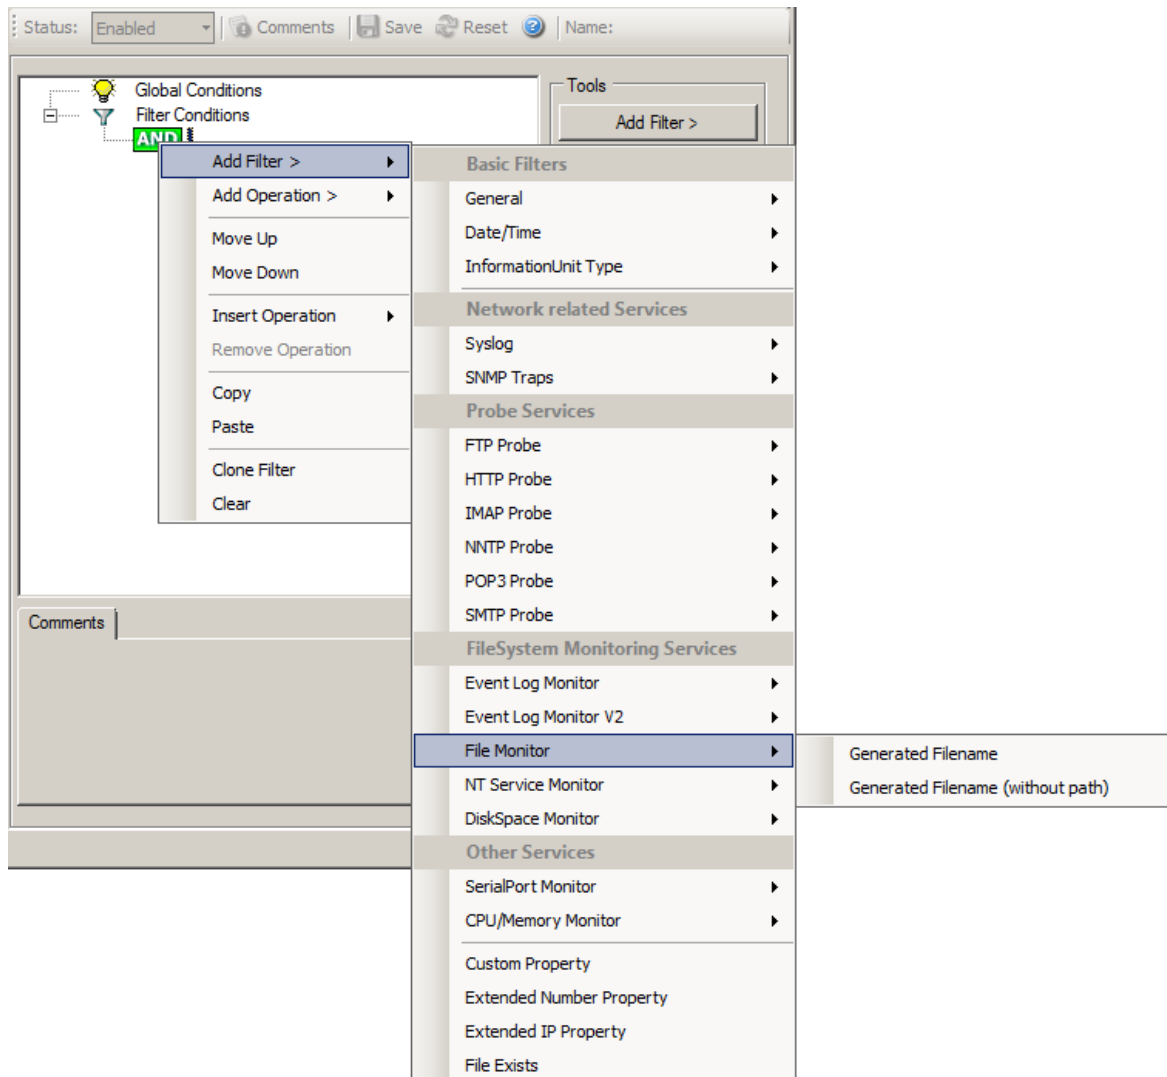 Status: Enabled Comments Save Reset Name:
Global Conditions
Filter Conditions
AND
Tools
Add Filter >
Add Filter >
Add Operation >
Move Up
Move Down
Insert Operation
Remove Operation
Copy
Paste
Clone Filter
Clear
Basic Filters
General
Date/Time
InformationUnit Type
Network related Services
Syslog
SNMP Traps
Probe Services
FTP Probe
HTTP Probe
IMAP Probe
NNTP Probe
POP3 Probe
SMTP Probe
FileSystem Monitoring Services
Event Log Monitor
Event Log Monitor V2
File Monitor
NT Service Monitor
DiskSpace Monitor
Other Services
SerialPort Monitor
CPU/Memory Monitor
Custom Property
Extended Number Property
Extended IP Property
File Exists
Generated Filename
Generated Filename (without path)
Comments